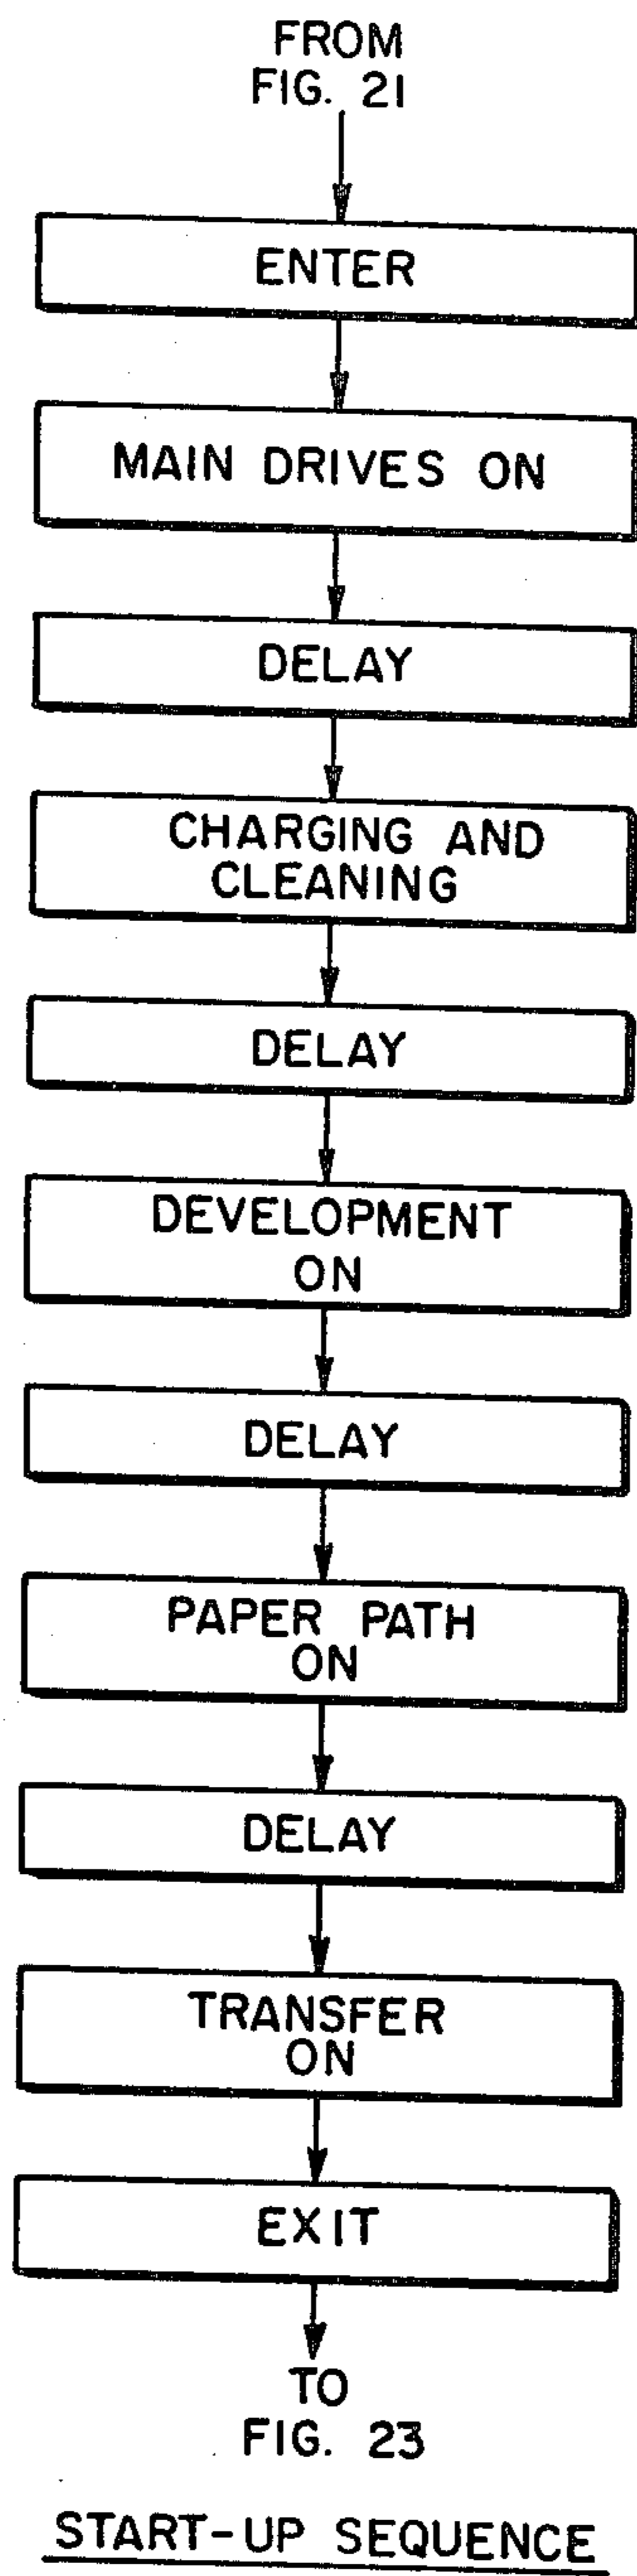 FROM
FIG. 21
ENTER
MAIN DRIVES ON
DELAY
CHARGING AND
CLEANING
DELAY
DEVELOPMENT
ON
DELAY
PAPER PATH
ON
DELAY
TRANSFER
ON
EXIT
TO
FIG. 23
START-UP SEQUENCE